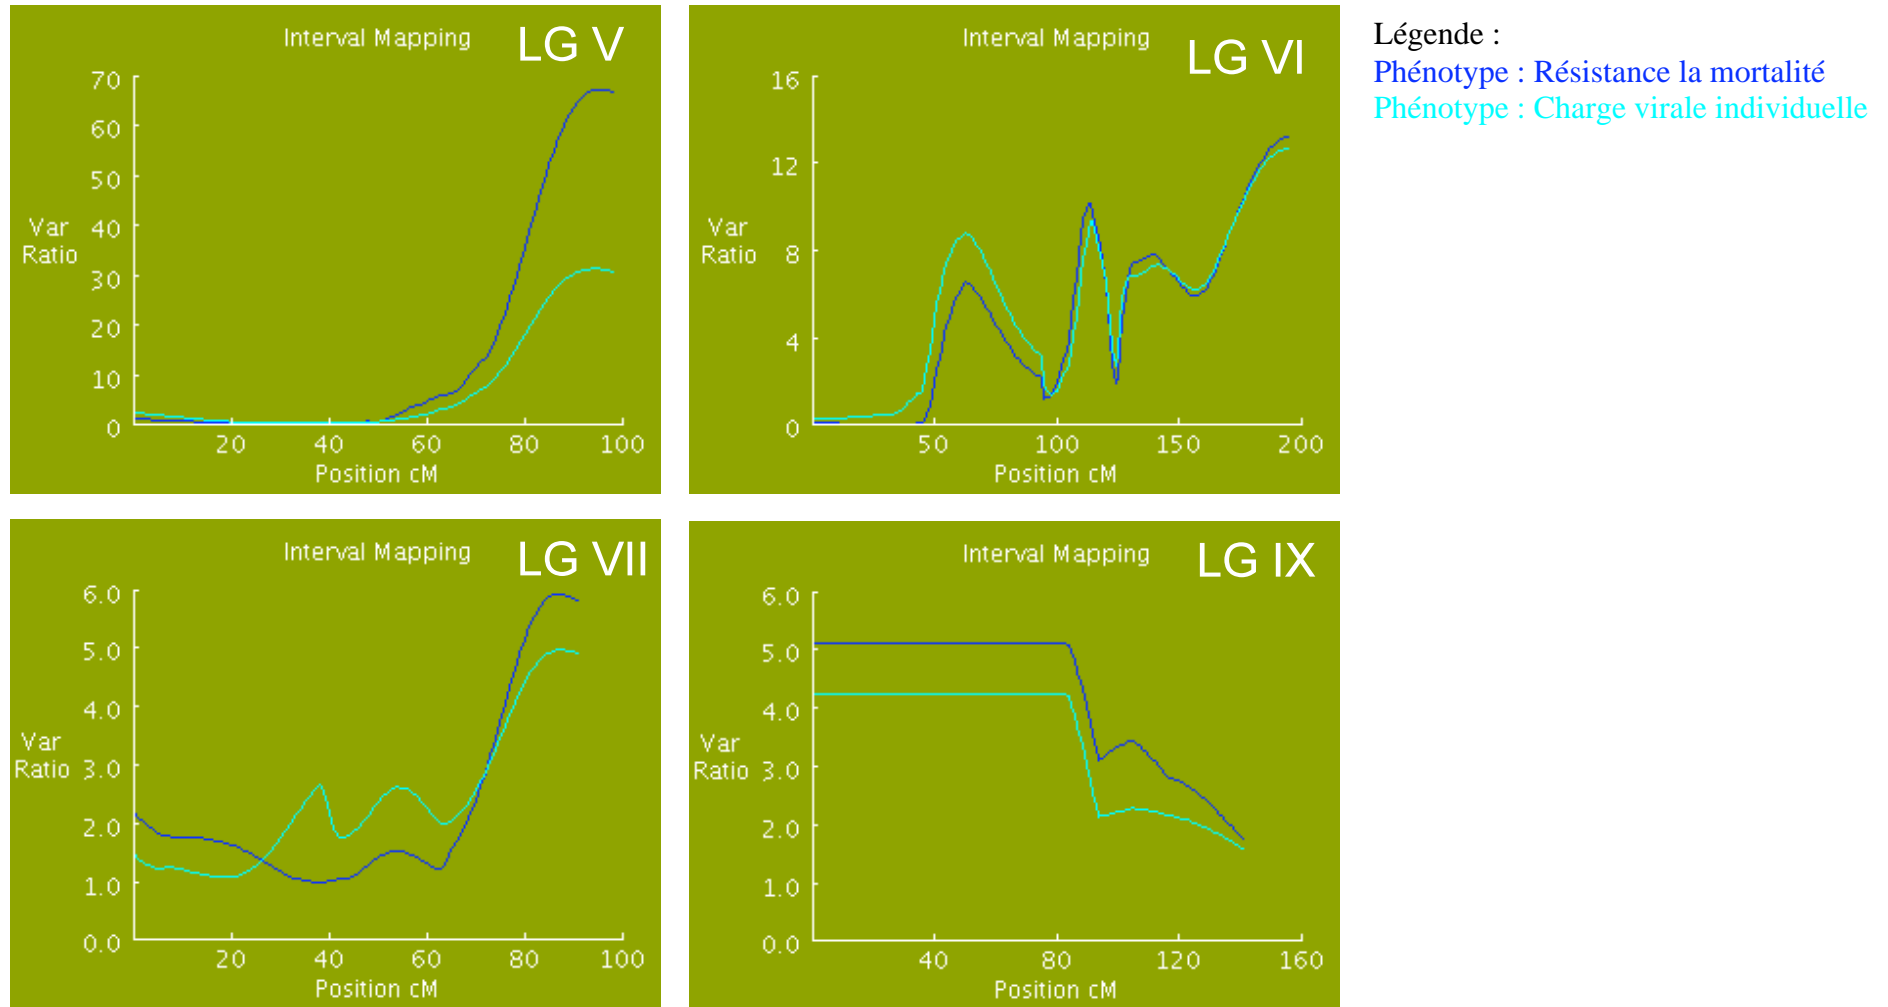 Interval Mapping LG V
70
60
50
Var 40
Ratio
30
20
10
0
20 40 60 80 100
Position cM
Interval Mapping LG VI
16
12
Var
Ratio 8
4
0
50 100 150 200
Position cM
Légende :
Phénotype : Résistance la mortalité
Phénotype : Charge virale individuelle
Interval Mapping LG VII
6.0
5.0
4.0
Var
Ratio 3.0
2.0
1.0
0.0
20 40 60 80 100
Position cM
Interval Mapping LG IX
6.0
5.0
4.0
Var
Ratio 3.0
2.0
1.0
0.0
40 80 120 160
Position cM